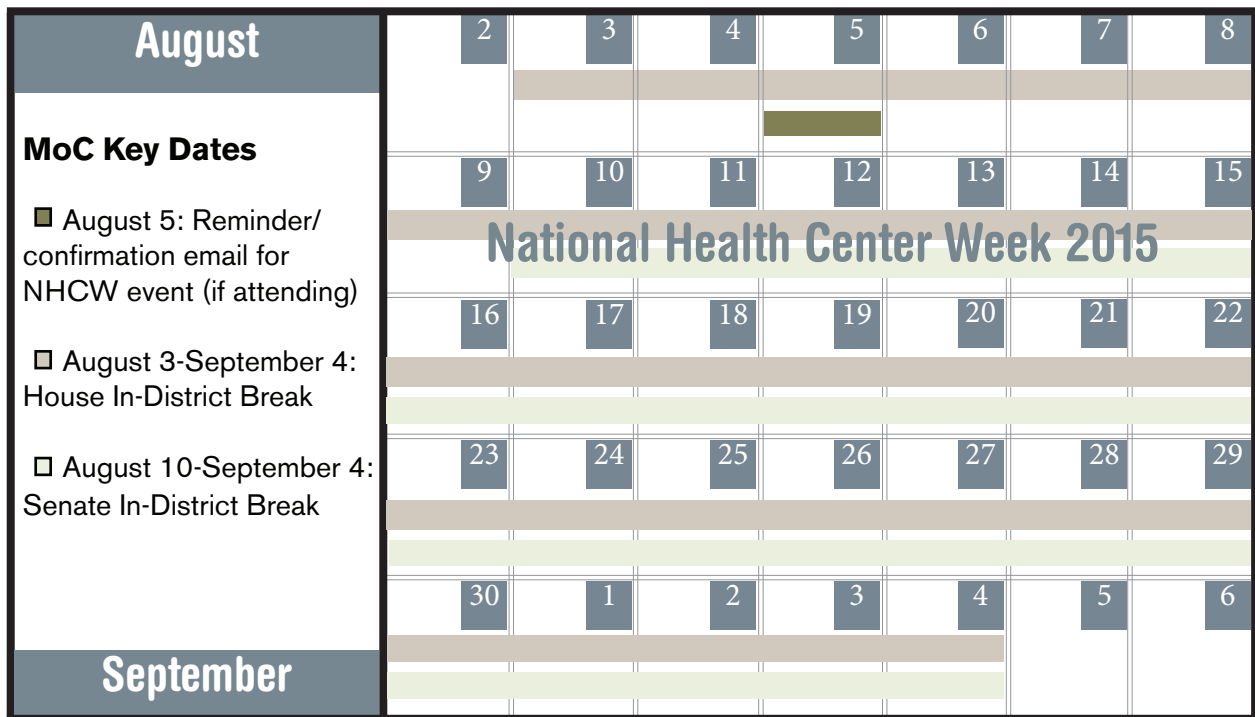 August
MoC Key Dates
August 5: Reminder/
confirmation email for
NHCW event (if attending)
August 3-September 4:
House In-District Break
August 10-September 4:
Senate In-District Break
September
2 3 4 5 6 7 8
9 10 11 12 13 14 15
National Health Center Week 2015
16 17 18 19 20 21 22
23 24 25 26 27 28 29
30 1 2 3 4 5 6